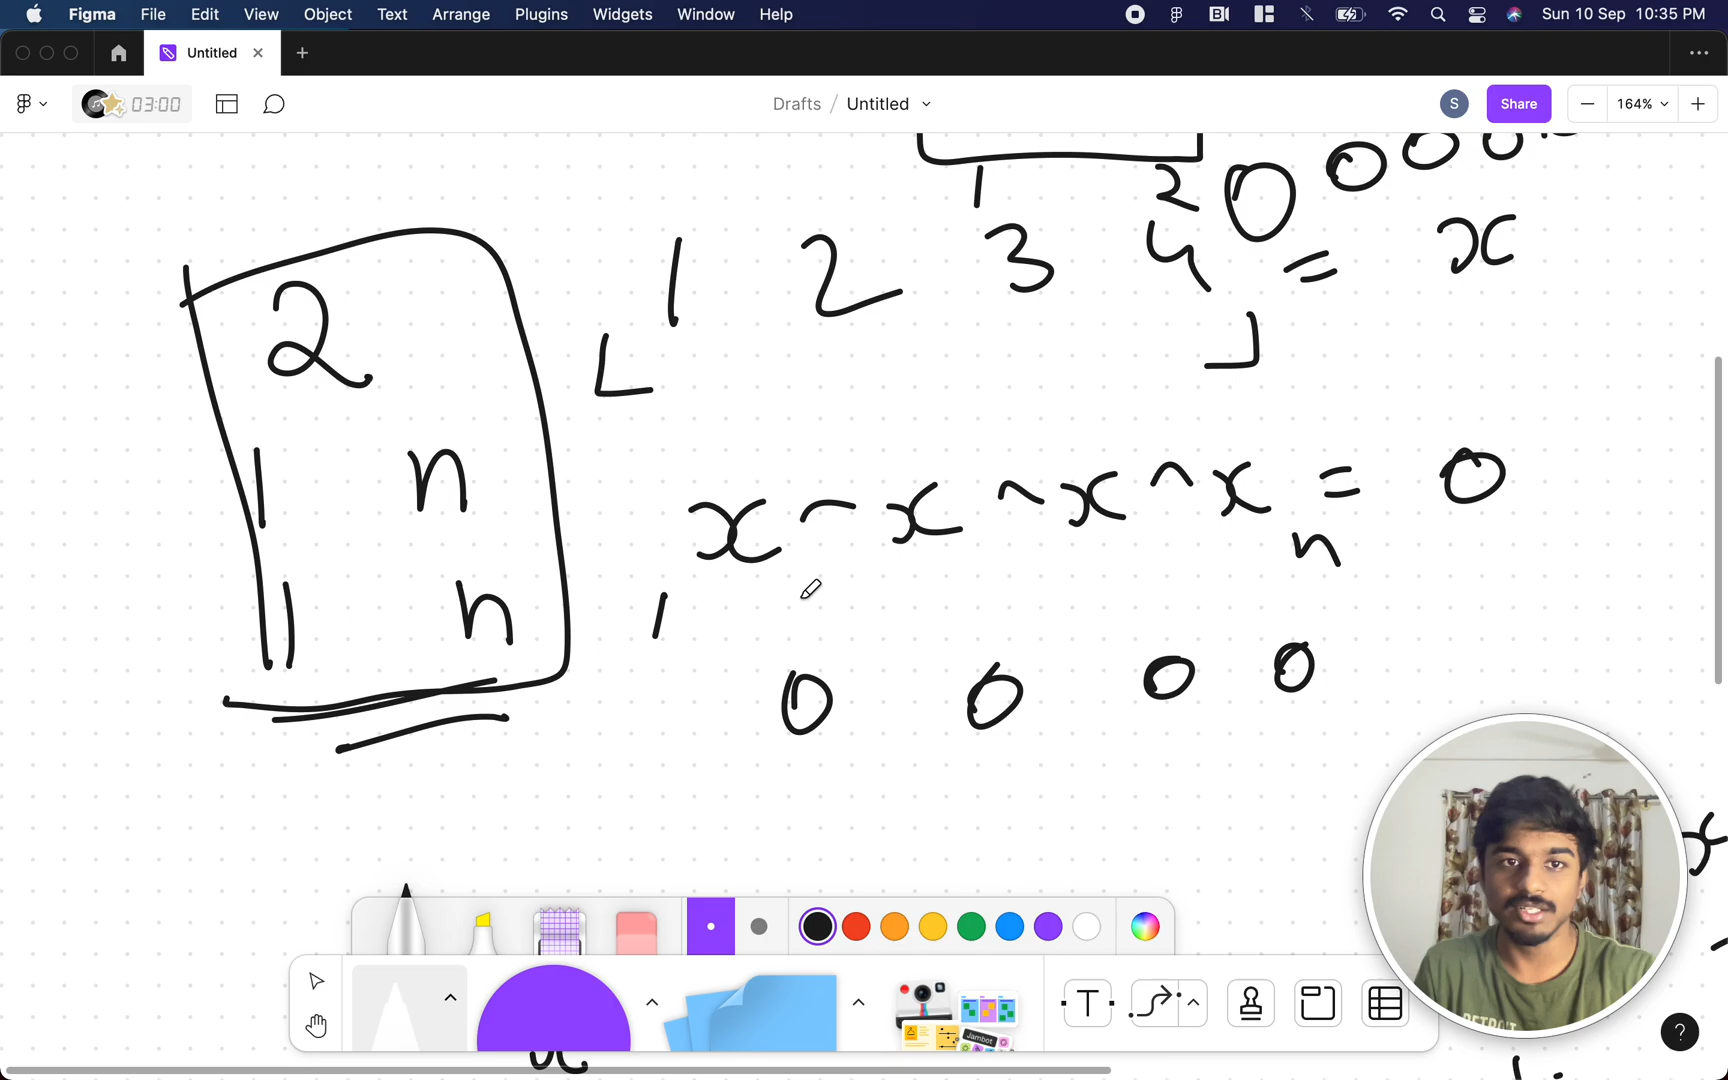 Figma File Edit View Object Text Arrange Plugins Widgets Window Help Sun 10 Sep 10:35 PM
Untitled
03:00 Drafts / Untitled S Share 164%
1 2 0 0 0 0
1 2 3 4 = x
2
x ^ x ^ x ^ x = 0
1 n
n
1 n 1
0 0 0 0
x
T
Jambot
?
x